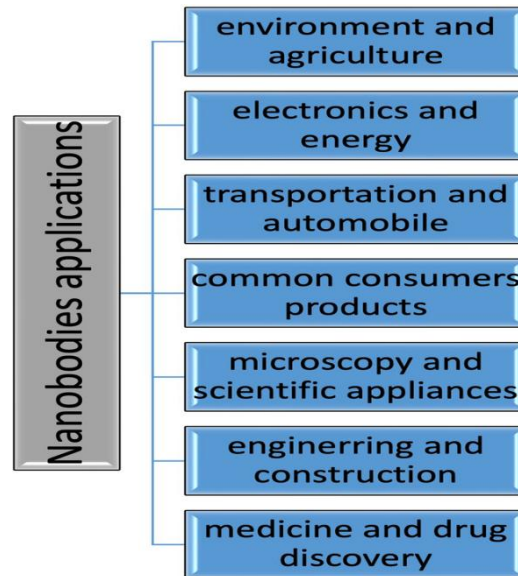 Nanobodies applications
environment and
agriculture
electronics and
energy
transportation and
automobile
common consumers
products
microscopy and
scientific appliances
enginerring and
construction
medicine and drug
discovery